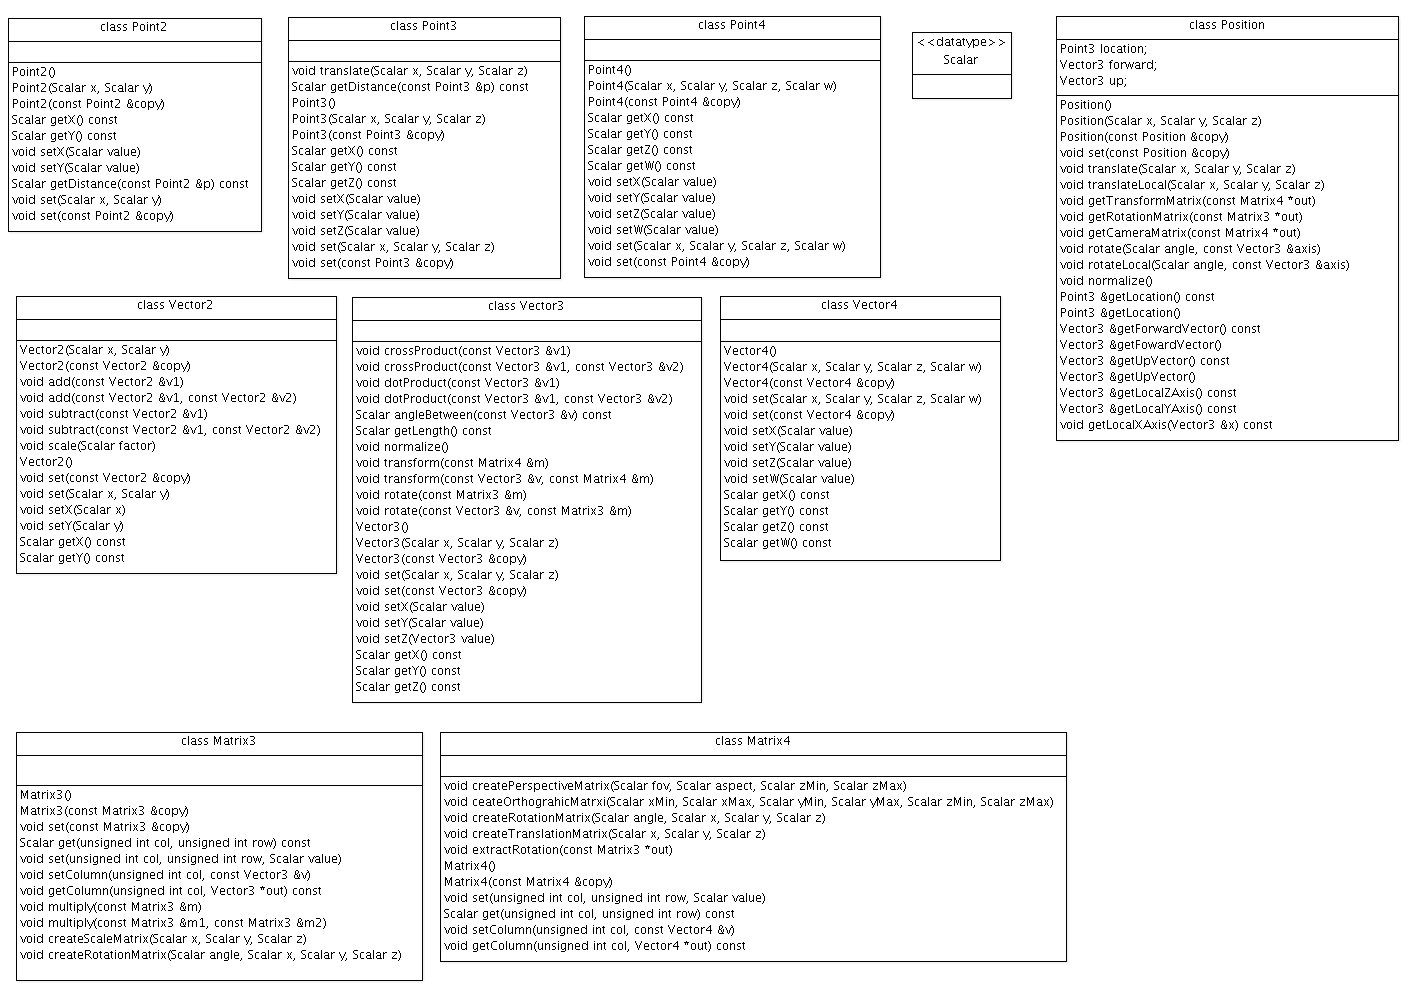 class Point2
Point2()
Point2(Scalar x, Scalar y)
Point2(const Point2 &copy)
Scalar getX() const
Scalar getY() const
void setX(Scalar value)
void setY(Scalar value)
Scalar getDistance(const Point2 &p) const
void set(Scalar x, Scalar y)
void set(const Point2 &copy)
class Point3
void translate(Scalar x, Scalar y, Scalar z)
Scalar getDistance(const Point3 &p) const
Point3()
Point3(Scalar x, Scalar y, Scalar z)
Point3(const Point3 &copy)
Scalar getX() const
Scalar getY() const
Scalar getZ() const
void setX(Scalar value)
void setY(Scalar value)
void setZ(Scalar value)
void set(Scalar x, Scalar y, Scalar z)
void set(const Point3 &copy)
class Point4
Point4()
Point4(Scalar x, Scalar y, Scalar z, Scalar w)
Point4(const Point4 &copy)
Scalar getX() const
Scalar getY() const
Scalar getZ() const
Scalar getW() const
void setX(Scalar value)
void setY(Scalar value)
void setZ(Scalar value)
void setW(Scalar value)
void set(Scalar x, Scalar y, Scalar z, Scalar w)
void set(const Point4 &copy)
<<datatype>>
Scalar
class Position
Point3 location;
Vector3 forward;
Vector3 up;
Position()
Position(Scalar x, Scalar y, Scalar z)
Position(const Position &copy)
void set(const Position &copy)
void translate(Scalar x, Scalar y, Scalar z)
void translateLocal(Scalar x, Scalar y, Scalar z)
void getTransformMatrix(const Matrix4 *out)
void getRotationMatrix(const Matrix3 *out)
void getCameraMatrix(const Matrix4 *out)
void rotate(Scalar angle, const Vector3 &axis)
void rotateLocal(Scalar angle, const Vector3 &axis)
void normalize()
Point3 &getLocation() const
Point3 &getLocation()
Vector3 &getForwardVector() const
Vector3 &getFowardVector()
Vector3 &getUpVector() const
Vector3 &getUpVector()
Vector3 &getLocalZAxis() const
Vector3 &getLocalYAxis() const
void getLocalXAxis(Vector3 &x) const
class Vector2
Vector2(Scalar x, Scalar y)
Vector2(const Vector2 &copy)
void add(const Vector2 &v1)
void add(const Vector2 &v1, const Vector2 &v2)
void subtract(const Vector2 &v1)
void subtract(const Vector2 &v1, const Vector2 &v2)
void scale(Scalar factor)
Vector2()
void set(const Vector2 &copy)
void set(Scalar x, Scalar y)
void setX(Scalar x)
void setY(Scalar y)
Scalar getX() const
Scalar getY() const
class Vector3
void crossProduct(const Vector3 &v1)
void crossProduct(const Vector3 &v1, const Vector3 &v2)
void dotProduct(const Vector3 &v1)
void dotProduct(const Vector3 &v1, const Vector3 &v2)
Scalar angleBetween(const Vector3 &v) const
Scalar getLength() const
void normalize()
void transform(const Matrix4 &m)
void transform(const Vector3 &v, const Matrix4 &m)
void rotate(const Matrix3 &m)
void rotate(const Vector3 &v, const Matrix3 &m)
Vector3()
Vector3(Scalar x, Scalar y, Scalar z)
Vector3(const Vector3 &copy)
void set(Scalar x, Scalar y, Scalar z)
void set(const Vector3 &copy)
void setX(Scalar value)
void setY(Scalar value)
void setZ(Vector3 value)
Scalar getX() const
Scalar getY() const
Scalar getZ() const
class Vector4
Vector4()
Vector4(Scalar x, Scalar y, Scalar z, Scalar w)
Vector4(const Vector4 &copy)
void set(Scalar x, Scalar y, Scalar z, Scalar w)
void set(const Vector4 &copy)
void setX(Scalar value)
void setY(Scalar value)
void setZ(Scalar value)
void setW(Scalar value)
Scalar getX() const
Scalar getY() const
Scalar getZ() const
Scalar getW() const
class Matrix3
Matrix3()
Matrix3(const Matrix3 &copy)
void set(const Matrix3 &copy)
Scalar get(unsigned int col, unsigned int row) const
void set(unsigned int col, unsigned int row, Scalar value)
void setColumn(unsigned int col, const Vector3 &v)
void getColumn(unsigned int col, Vector3 *out) const
void multiply(const Matrix3 &m)
void multiply(const Matrix3 &m1, const Matrix3 &m2)
void createScaleMatrix(Scalar x, Scalar y, Scalar z)
void createRotationMatrix(Scalar angle, Scalar x, Scalar y, Scalar z)
class Matrix4
void createPerspectiveMatrix(Scalar fov, Scalar aspect, Scalar zMin, Scalar zMax)
void ceateOrthograhicMatrxi(Scalar xMin, Scalar xMax, Scalar yMin, Scalar yMax, Scalar zMin, Scalar zMax)
void createRotationMatrix(Scalar angle, Scalar x, Scalar y, Scalar z)
void createTranslationMatrix(Scalar x, Scalar y, Scalar z)
void extractRotation(const Matrix3 *out)
Matrix4()
Matrix4(const Matrix4 &copy)
void set(unsigned int col, unsigned int row, Scalar value)
Scalar get(unsigned int col, unsigned int row) const
void setColumn(unsigned int col, const Vector4 &v)
void getColumn(unsigned int col, Vector4 *out) const